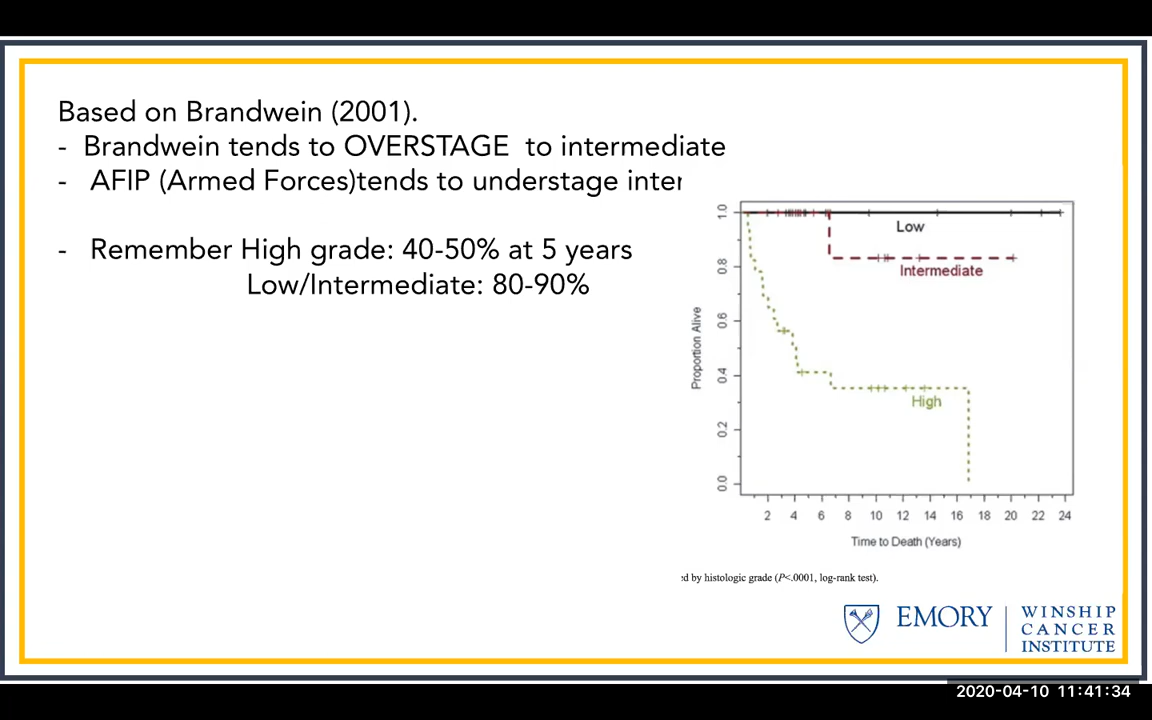 Based on Brandwein (2001).
- Brandwein tends to OVERSTAGE to intermediate
- AFIP (Armed Forces)tends to understage inter
- Remember High grade: 40-50% at 5 years
Low/Intermediate: 80-90%
1.0
0.8
0.6
0.4
0.2
0.0
Proportion Alive
Low
Intermediate
High
2 4 6 8 10 12 14 16 18 20 22 24
Time to Death (Years)
d by histologic grade (P<.0001, log-rank test).
EMORY
WINSHIP
CANCER
INSTITUTE
2020-04-10 11:41:34